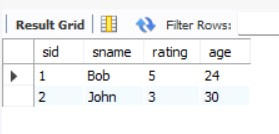 Result Grid Filter Rows:
sid sname rating age
1 Bob 5 24
2 John 3 30